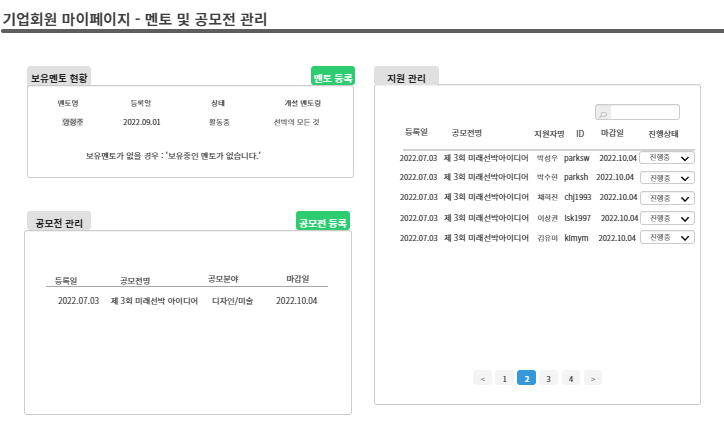 기업회원 마이페이지 - 멘토 및 공모전 관리
보유멘토 현황
멘토 등록
멘토명 등록일 상태 개설 멘토링
2022.09.01 활동중 선박의 모든 것
보유멘토가 없을 경우 : '보유중인 멘토가 없습니다.'
공모전 관리
공모전 등록
등록일 공모전명 공모분야 마감일
2022.07.03 제 3회 미래선박 아이디어 디자인/미술 2022.10.04
지원 관리
등록일 공모전명 지원자명 ID 마감일 진행상태
2022.07.03 제 3회 미래선박아이디어 박성우 parksw 2022.10.04 진행중
2022.07.03 제 3회 미래선박아이디어 박수현 parksh 2022.10.04 진행중
2022.07.03 제 3회 미래선박아이디어 채혁진 chj1993 2022.10.04 진행중
2022.07.03 제 3회 미래선박아이디어 이상권 lsk1997 2022.10.04 진행중
2022.07.03 제 3회 미래선박아이디어 김유미 kimym 2022.10.04 진행중
< 1 2 3 4 >